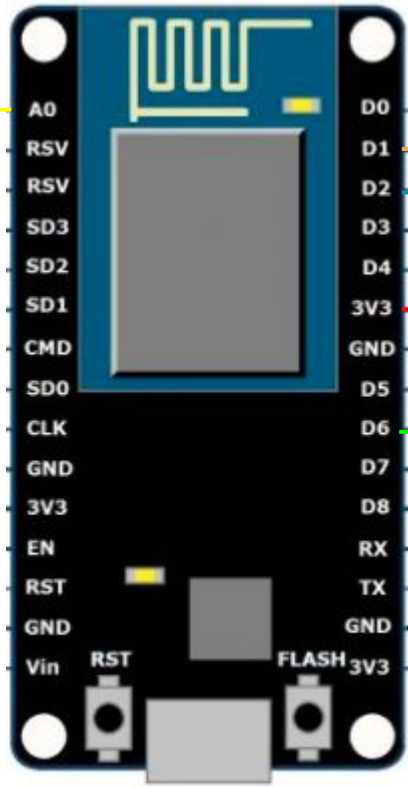 A0 D0
RSV D1
RSV D2
SD3 D3
SD2 D4
SD1 3V3
CMD GND
SD0 D5
CLK D6
GND D7
3V3 D8
EN RX
RST TX
GND GND
Vin RST FLASH 3V3